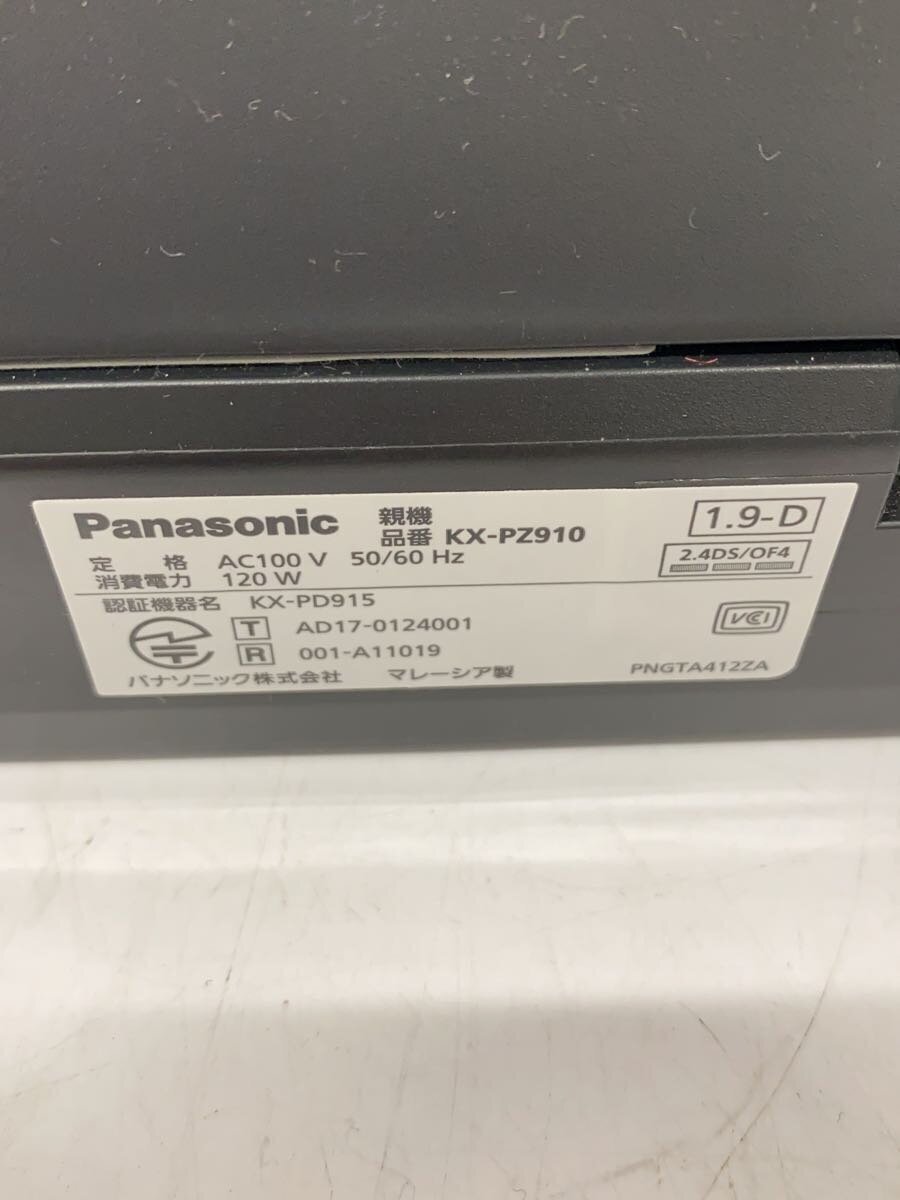 Panasonic 親機 品番 KX-PZ910
1.9-D
定 格 AC100 V 50/60 Hz
2.4DS/OF4
消費電力 120 W
認証機器名 KX-PD915
T AD17-0124001
VCCI
R 001-A11019
パナソニック株式会社 マレーシア製
PNGTA412ZA